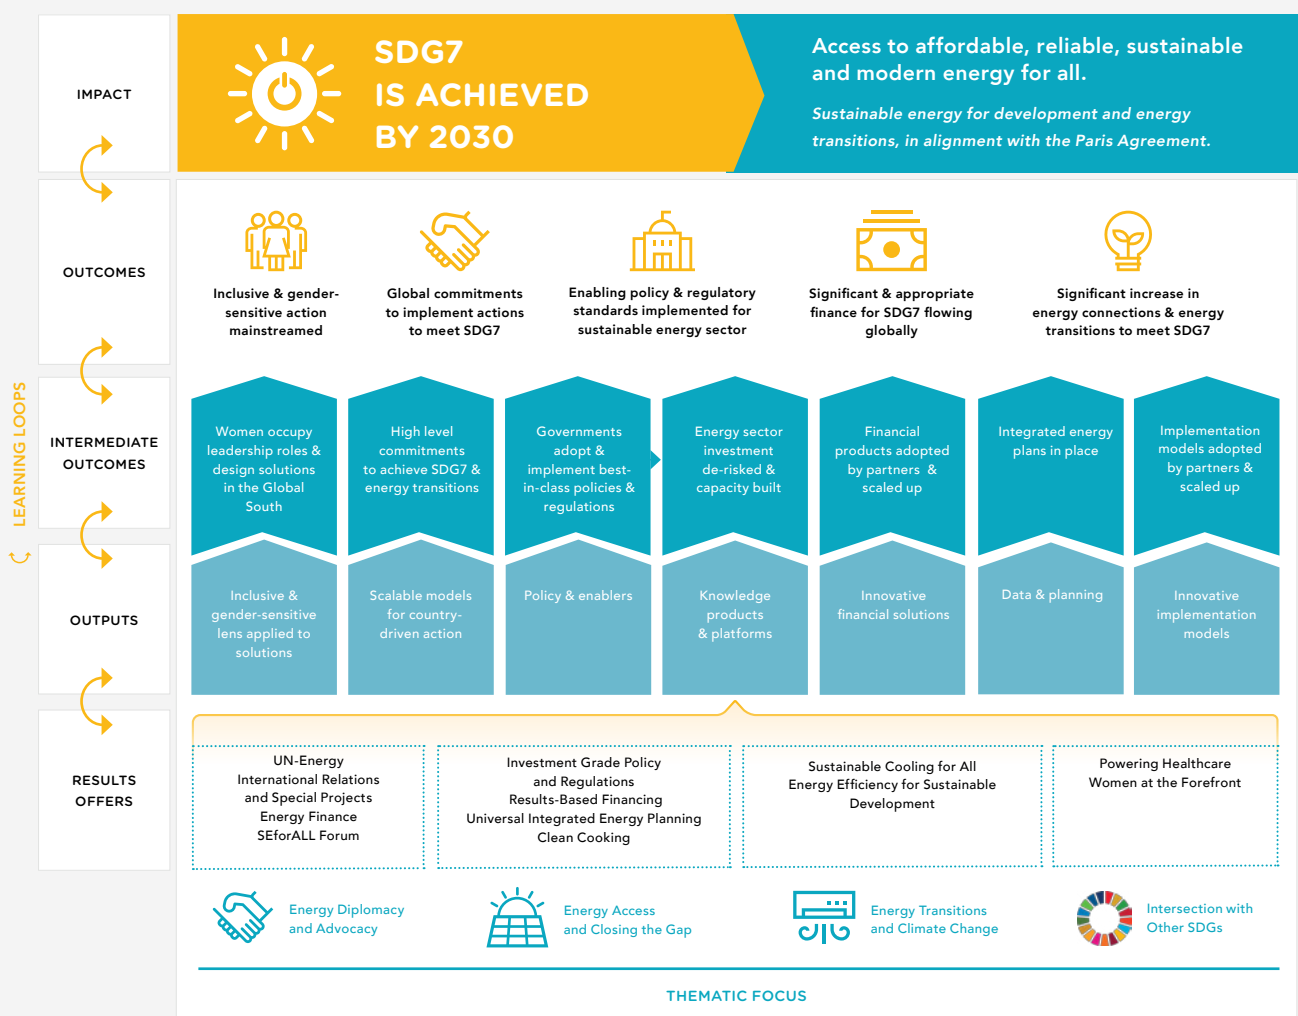 IMPACT
SDG7
IS ACHIEVED
BY 2030
Access to affordable, reliable, sustainable
and modern energy for all.
Sustainable energy for development and energy
transitions, in alignment with the Paris Agreement.
LEARNING LOOPS
OUTCOMES
Inclusive & gender-
sensitive action
mainstreamed
Global commitments
to implement actions
to meet SDG7
Enabling policy & regulatory
standards implemented for
sustainable energy sector
Significant & appropriate
finance for SDG7 flowing
globally
Significant increase in
energy connections & energy
transitions to meet SDG7
INTERMEDIATE
OUTCOMES
Women occupy
leadership roles &
design solutions
in the Global
South
High level
commitments
to achieve SDG7 &
energy transitions
Governments
adopt &
implement best-
in-class policies &
regulations
Energy sector
investment
de-risked &
capacity built
Financial
products adopted
by partners &
scaled up
Integrated energy
plans in place
Implementation
models adopted
by partners &
scaled up
OUTPUTS
Inclusive &
gender-sensitive
lens applied to
solutions
Scalable models
for country-
driven action
Policy & enablers
Knowledge
products
& platforms
Innovative
financial solutions
Data & planning
Innovative
implementation
models
RESULTS
OFFERS
UN-Energy
International Relations
and Special Projects
Energy Finance
SEforALL Forum
Investment Grade Policy
and Regulations
Results-Based Financing
Universal Integrated Energy Planning
Clean Cooking
Sustainable Cooling for All
Energy Efficiency for Sustainable
Development
Powering Healthcare
Women at the Forefront
Energy Diplomacy
and Advocacy
Energy Access
and Closing the Gap
Energy Transitions
and Climate Change
Intersection with
Other SDGs
THEMATIC FOCUS